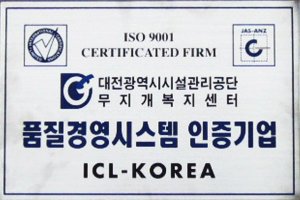 ISO 9001
CERTIFICATED FIRM
JAS-ANZ
대전광역시시설관리공단
무지개복지센터
품질경영시스템 인증기업
ICL-KOREA